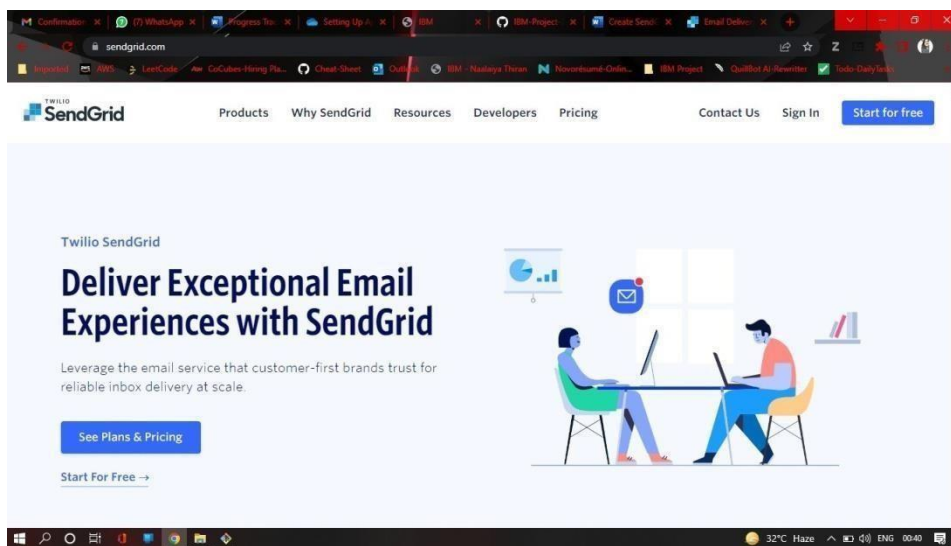 Confirmation
(7) WhatsApp
Progress Trac
Setting Up A
IBM
IBM-Project
Create Send
Email Deliver
sendgrid.com
Imported
AWS
LeetCode
CoCubes-Hiring Pla...
Cheat-Sheet
Outlook
IBM - Naalaiya Thiran
Novorésumé-Onlin...
IBM Project
QuillBot AI-Rewritter
Todo-DailyTasks
TWILIO
SendGrid
Products Why SendGrid Resources Developers Pricing Contact Us Sign In Start for free
Twilio SendGrid
Deliver Exceptional Email
Experiences with SendGrid
Leverage the email service that customer-first brands trust for
reliable inbox delivery at scale.
See Plans & Pricing
Start For Free →
32°C Haze ENG 00:40